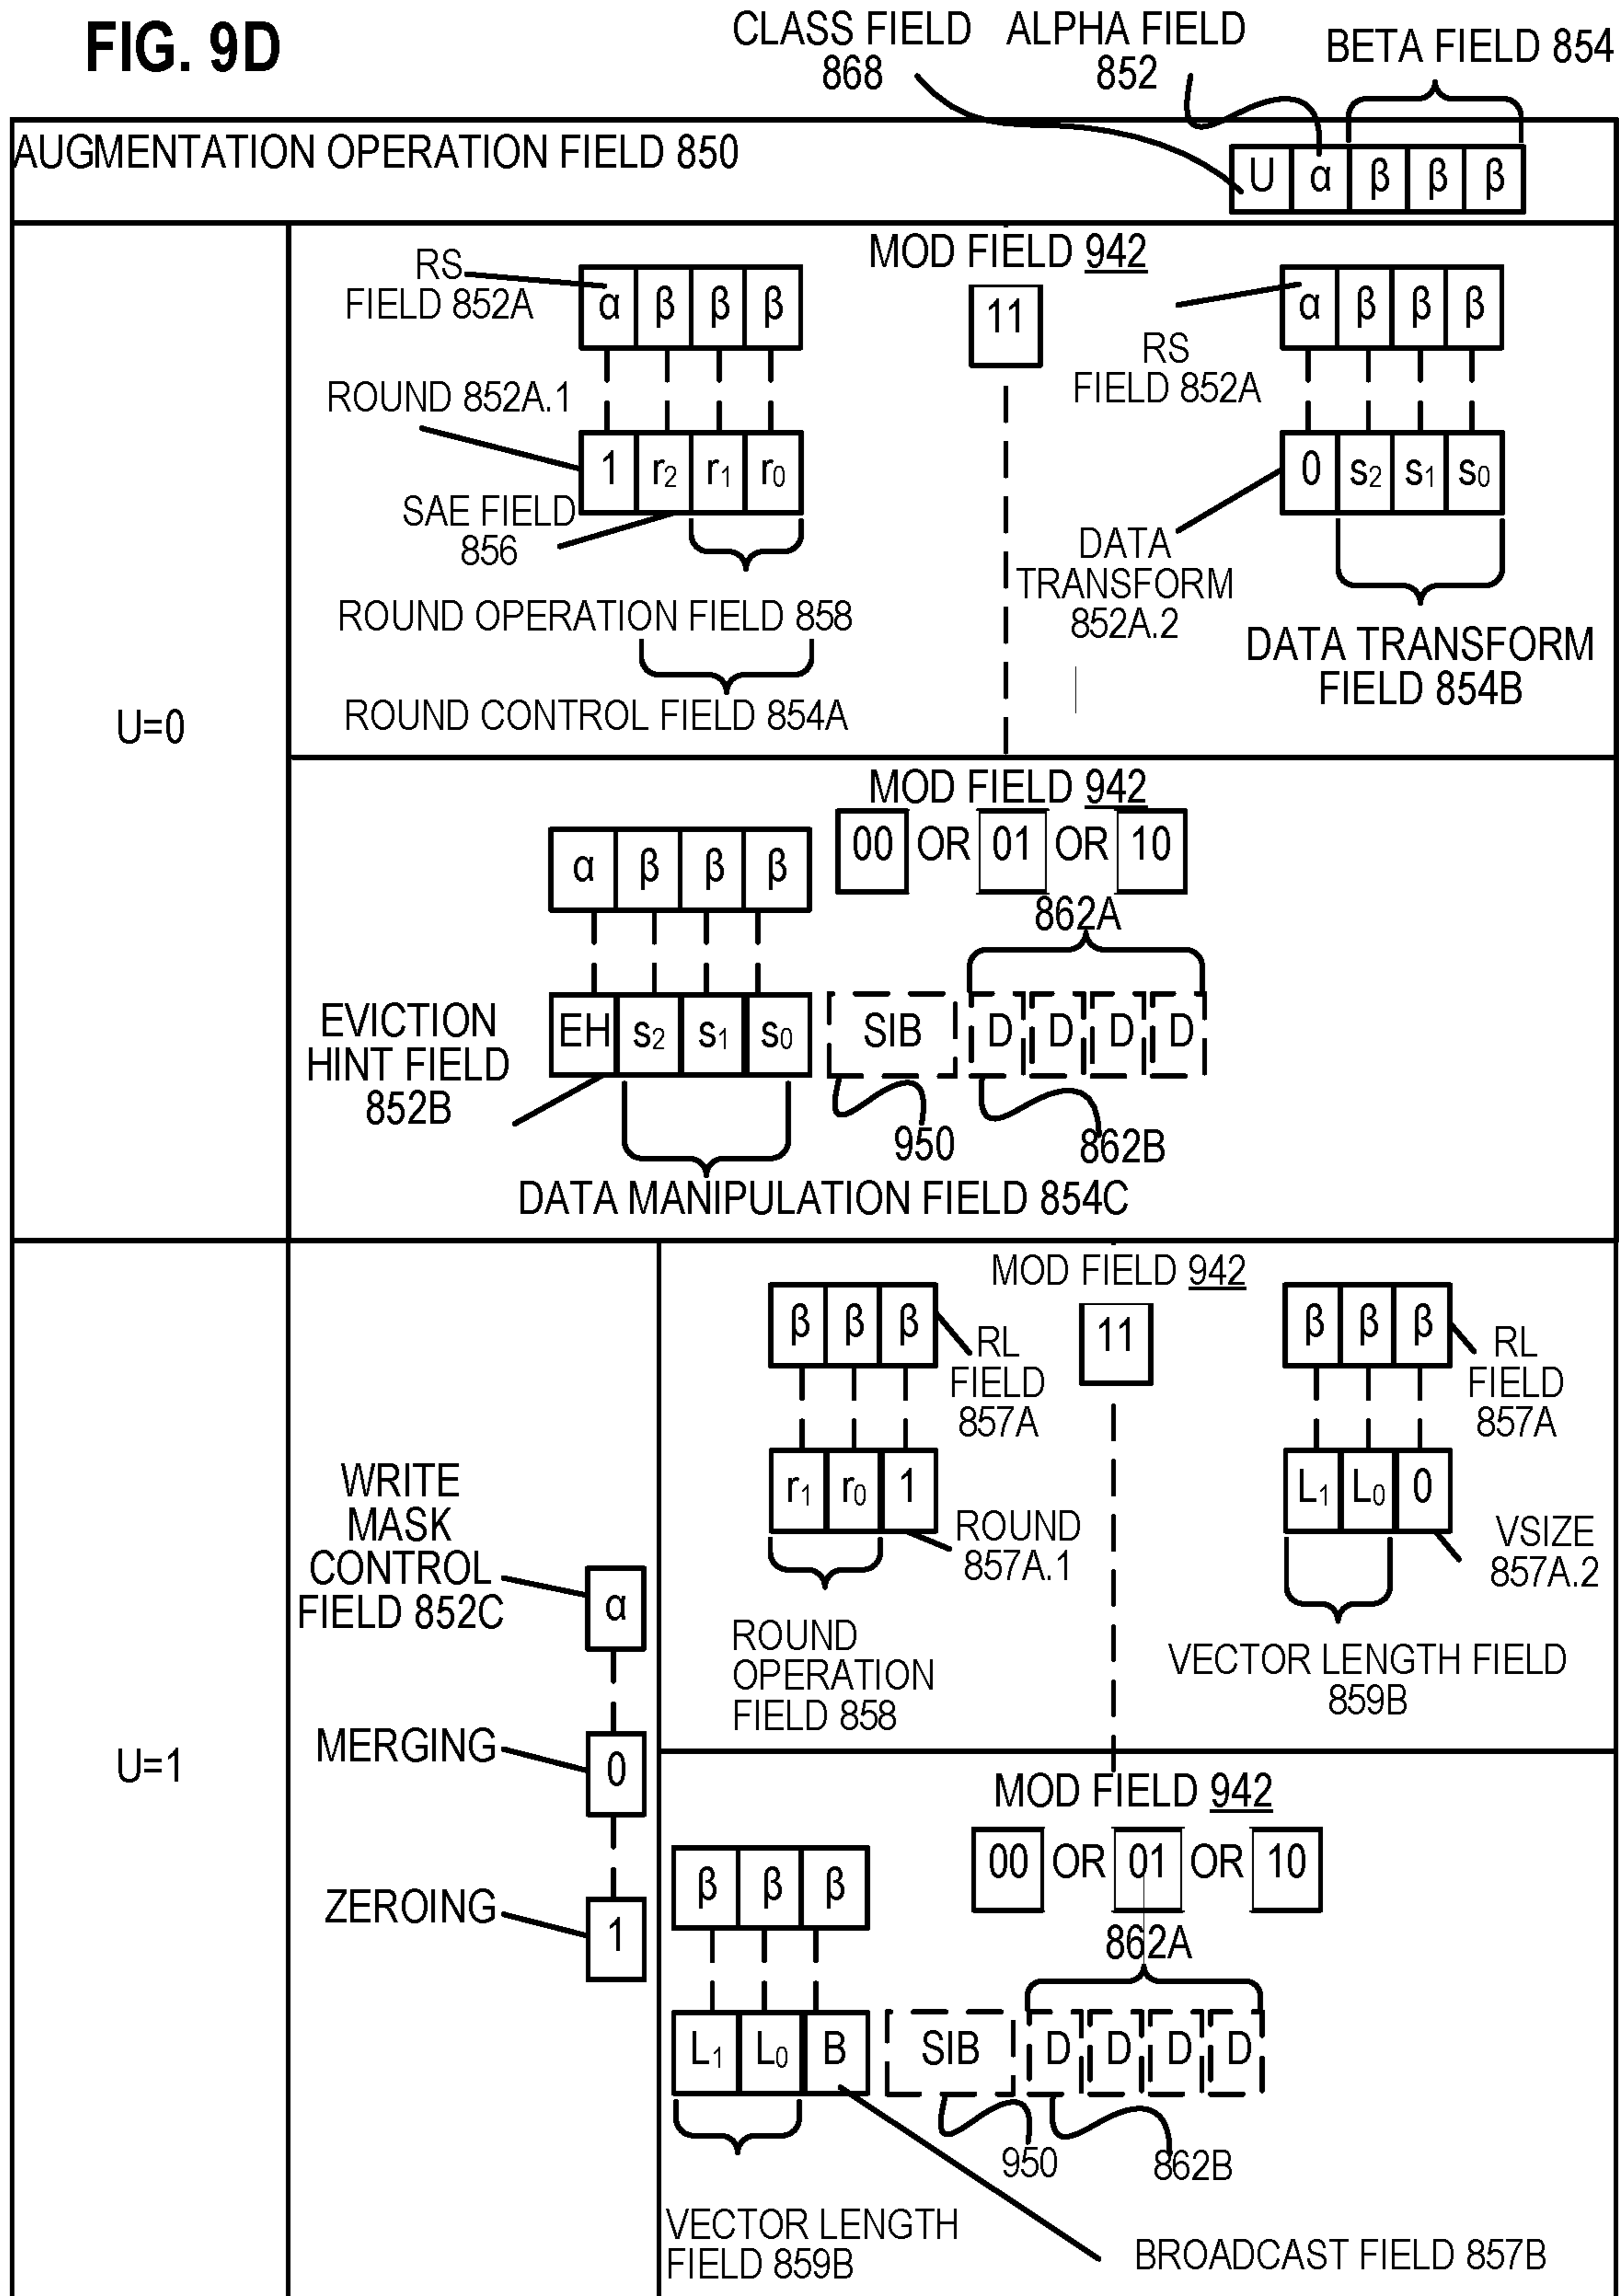 FIG. 9D
CLASS FIELD
868
ALPHA FIELD
852
BETA FIELD 854
AUGMENTATION OPERATION FIELD 850
U α β β β
U=0
MOD FIELD 942
11
RS
FIELD 852A
α β β β
ROUND 852A.1
1 r₂ r₁ r₀
SAE FIELD
856
ROUND OPERATION FIELD 858
ROUND CONTROL FIELD 854A
α β β β
RS
FIELD 852A
0 s₂ s₁ s₀
DATA
TRANSFORM
852A.2
DATA TRANSFORM
FIELD 854B
MOD FIELD 942
00 OR 01 OR 10
α β β β
862A
EVICTION
HINT FIELD
852B
EH s₂ s₁ s₀ SIB D D D D
950
862B
DATA MANIPULATION FIELD 854C
U=1
WRITE
MASK
CONTROL
FIELD 852C
α
MERGING
0
ZEROING
1
MOD FIELD 942
11
β β β
RL
FIELD
857A
r₁ r₀ 1
ROUND
857A.1
ROUND
OPERATION
FIELD 858
β β β
RL
FIELD
857A
L₁ L₀ 0
VSIZE
857A.2
VECTOR LENGTH FIELD
859B
MOD FIELD 942
00 OR 01 OR 10
β β β
862A
L₁ L₀ B SIB D D D D
950
862B
VECTOR LENGTH
FIELD 859B
BROADCAST FIELD 857B